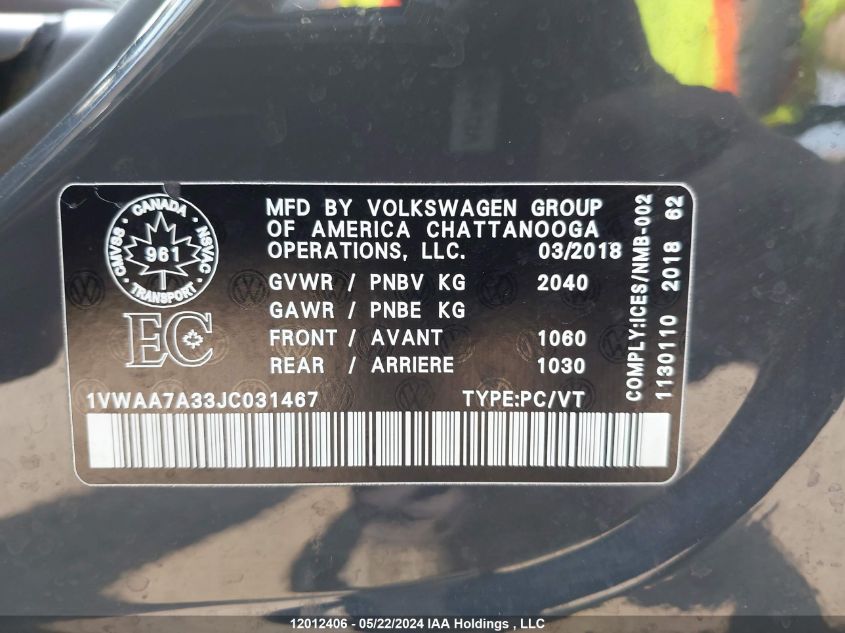 CANADA
CMVSS 961 NSVAC
TRANSPORT
EC
MFD BY VOLKSWAGEN GROUP
OF AMERICA CHATTANOOGA
OPERATIONS, LLC. 03/2018
GVWR / PNBV KG 2040
GAWR / PNBE KG
FRONT / AVANT 1060
REAR / ARRIERE 1030
1VWAA7A33JC031467 TYPE:PC/VT
COMPLY:ICES/NMB-002
1130110 2018 62
12012406 - 05/22/2024 IAA Holdings , LLC